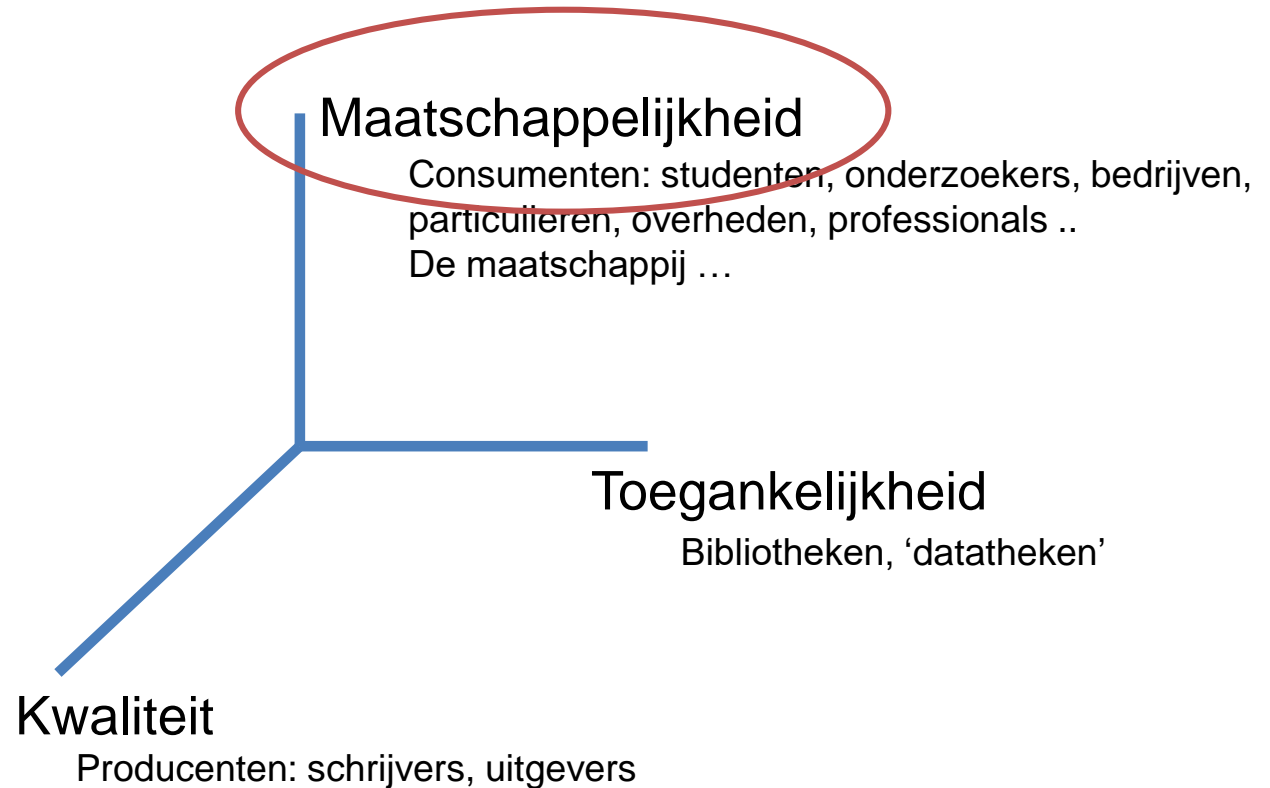 Maatschappelijkheid
Consumenten: studenten, onderzoekers, bedrijven,
particulieren, overheden, professionals ..
De maatschappij …
Toegankelijkheid
Bibliotheken, ‘datatheken’
Kwaliteit
Producenten: schrijvers, uitgevers